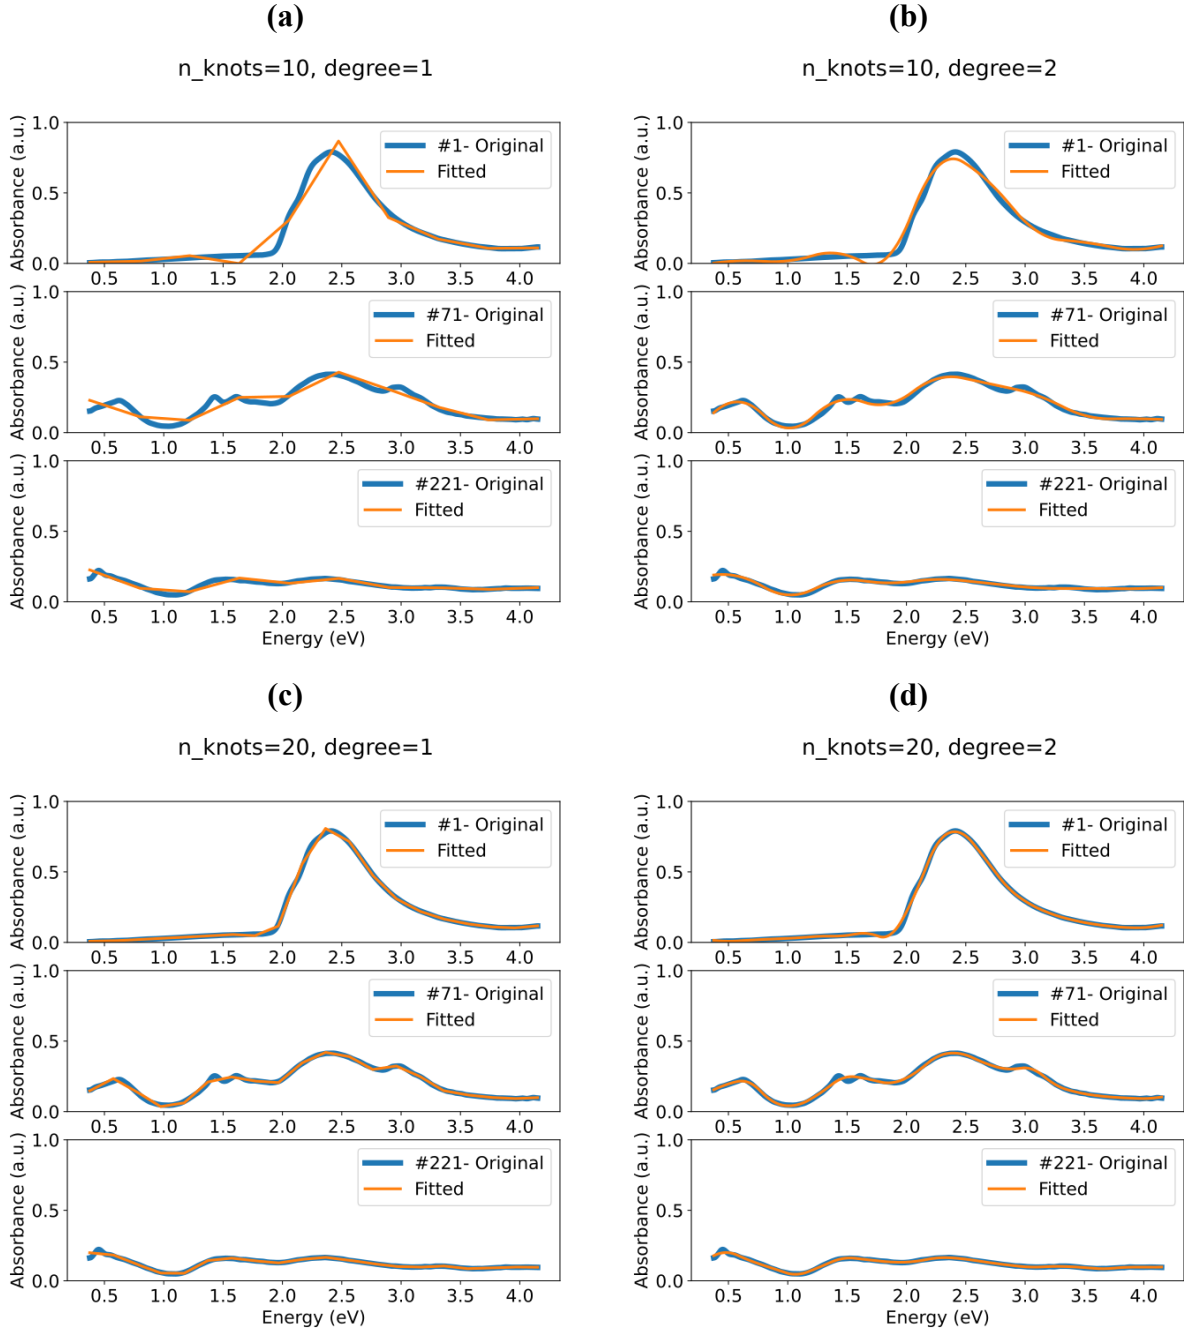 (a)
n_knots=10, degree=1
Absorbance (a.u.)
1.0
0.5
0.0
#1- Original
Fitted
0.5 1.0 1.5 2.0 2.5 3.0 3.5 4.0
Absorbance (a.u.)
1.0
0.5
0.0
#71- Original
Fitted
0.5 1.0 1.5 2.0 2.5 3.0 3.5 4.0
Absorbance (a.u.)
1.0
0.5
0.0
#221- Original
Fitted
0.5 1.0 1.5 2.0 2.5 3.0 3.5 4.0
Energy (eV)
(b)
n_knots=10, degree=2
Absorbance (a.u.)
1.0
0.5
0.0
#1- Original
Fitted
0.5 1.0 1.5 2.0 2.5 3.0 3.5 4.0
Absorbance (a.u.)
1.0
0.5
0.0
#71- Original
Fitted
0.5 1.0 1.5 2.0 2.5 3.0 3.5 4.0
Absorbance (a.u.)
1.0
0.5
0.0
#221- Original
Fitted
0.5 1.0 1.5 2.0 2.5 3.0 3.5 4.0
Energy (eV)
(c)
n_knots=20, degree=1
Absorbance (a.u.)
1.0
0.5
0.0
#1- Original
Fitted
0.5 1.0 1.5 2.0 2.5 3.0 3.5 4.0
Absorbance (a.u.)
1.0
0.5
0.0
#71- Original
Fitted
0.5 1.0 1.5 2.0 2.5 3.0 3.5 4.0
Absorbance (a.u.)
1.0
0.5
0.0
#221- Original
Fitted
0.5 1.0 1.5 2.0 2.5 3.0 3.5 4.0
Energy (eV)
(d)
n_knots=20, degree=2
Absorbance (a.u.)
1.0
0.5
0.0
#1- Original
Fitted
0.5 1.0 1.5 2.0 2.5 3.0 3.5 4.0
Absorbance (a.u.)
1.0
0.5
0.0
#71- Original
Fitted
0.5 1.0 1.5 2.0 2.5 3.0 3.5 4.0
Absorbance (a.u.)
1.0
0.5
0.0
#221- Original
Fitted
0.5 1.0 1.5 2.0 2.5 3.0 3.5 4.0
Energy (eV)